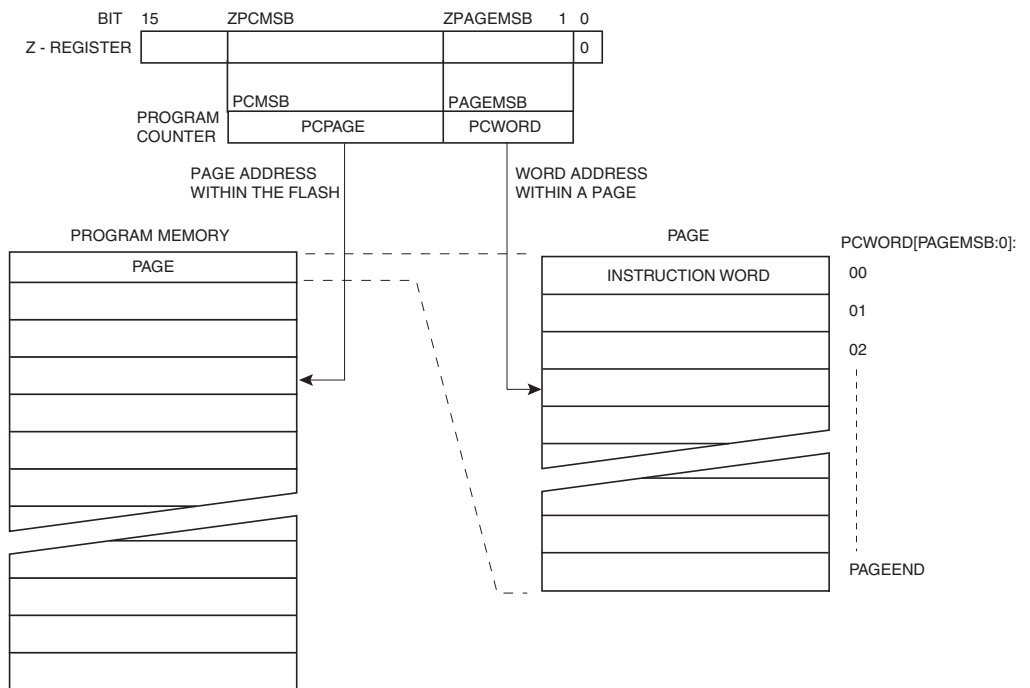 BIT 15 ZPCMSB ZPAGEMSB 1 0
Z - REGISTER 0
PCMSB PAGEMSB
PROGRAM
COUNTER
PCPAGE PCWORD
PAGE ADDRESS
WITHIN THE FLASH
WORD ADDRESS
WITHIN A PAGE
PROGRAM MEMORY
PAGE
PAGE
INSTRUCTION WORD
PCWORD[PAGEMSB:0]:
00
01
02
PAGEEND